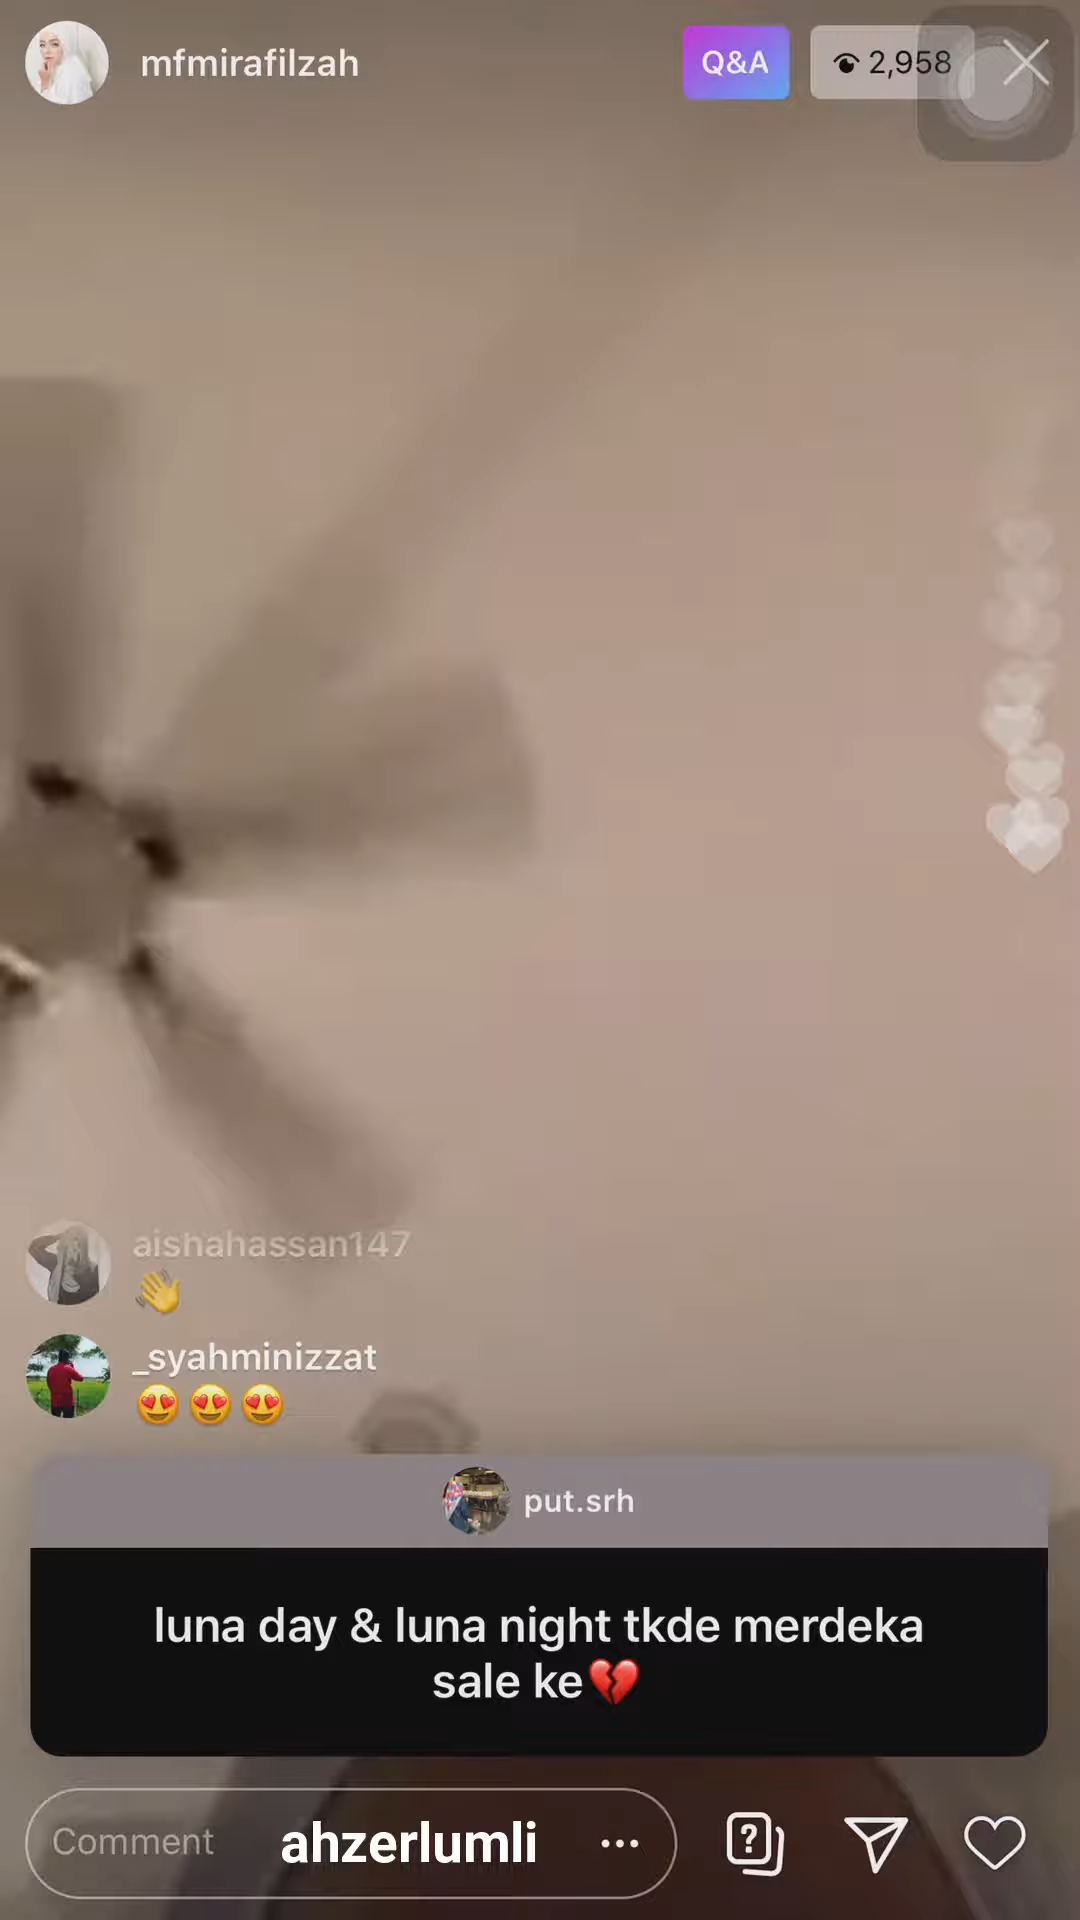 mfmirafilzah
Q&A
2,958
aishahassan147
👋
_syahminizzat
😍😍😍
put.srh
luna day & luna night tkde merdeka
sale ke💔
Comment
ahzerlumli